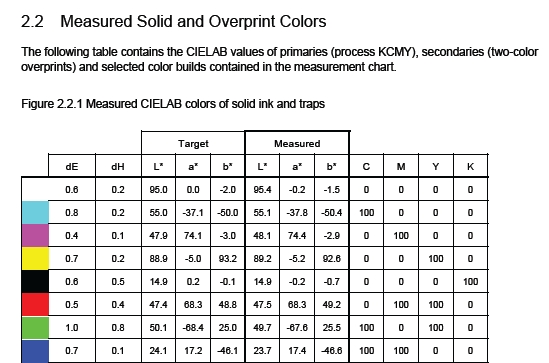 2.2 Measured Solid and Overprint Colors
The following table contains the CIELAB values of primaries (process KCMY), secondaries (two-color
overprints) and selected color builds contained in the measurement chart.
Figure 2.2.1 Measured CIELAB colors of solid ink and traps
Target Measured
dE dH L* a* b* L* a* b* C M Y K
0.6 0.2 95.0 0.0 -2.0 95.4 -0.2 -1.5 0 0 0 0
0.8 0.2 55.0 -37.1 -50.0 55.1 -37.8 -50.4 100 0 0 0
0.4 0.1 47.9 74.1 -3.0 48.1 74.4 -2.9 0 100 0 0
0.7 0.2 88.9 -5.0 93.2 89.2 -5.2 92.6 0 0 100 0
0.6 0.5 14.9 0.2 -0.1 14.9 -0.2 -0.7 0 0 0 100
0.5 0.4 47.4 68.3 48.8 47.5 68.3 49.2 0 100 100 0
1.0 0.8 50.1 -68.4 25.0 49.7 -67.6 25.5 100 0 100 0
0.7 0.1 24.1 17.2 -46.1 23.7 17.4 -46.6 100 100 0 0